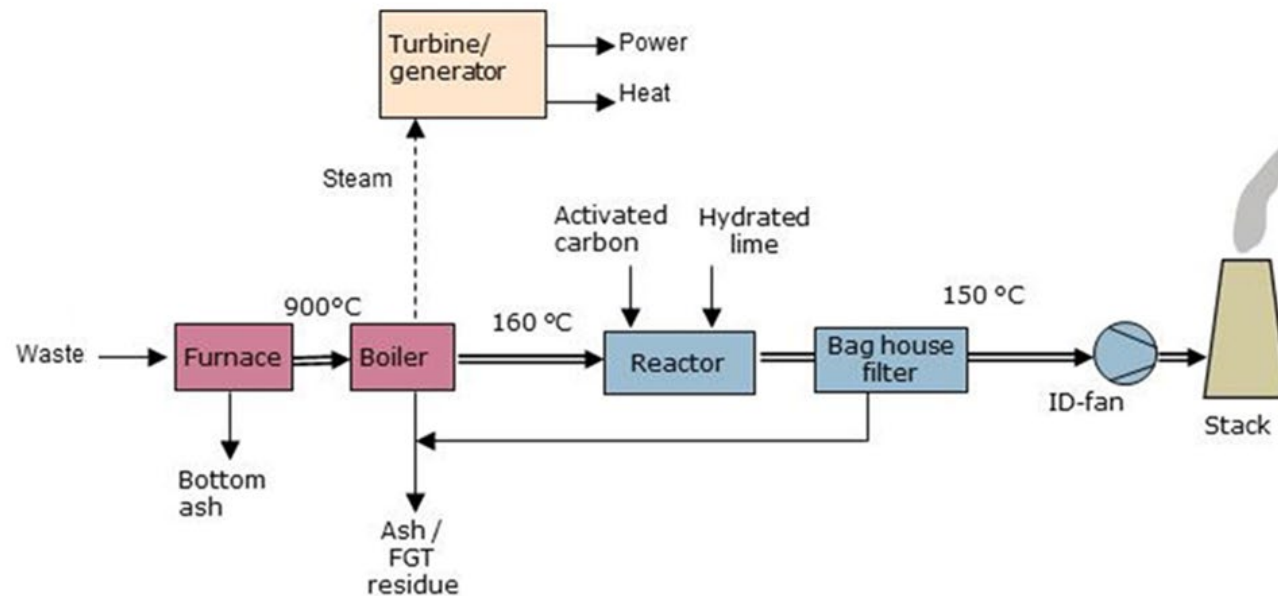 Turbine/
generator
Power
Heat
Steam
Activated
carbon
Hydrated
lime
900°C
160 °C
150 °C
Waste
Furnace
Boiler
Reactor
Bag house
filter
ID-fan
Stack
Bottom
ash
Ash /
FGT
residue